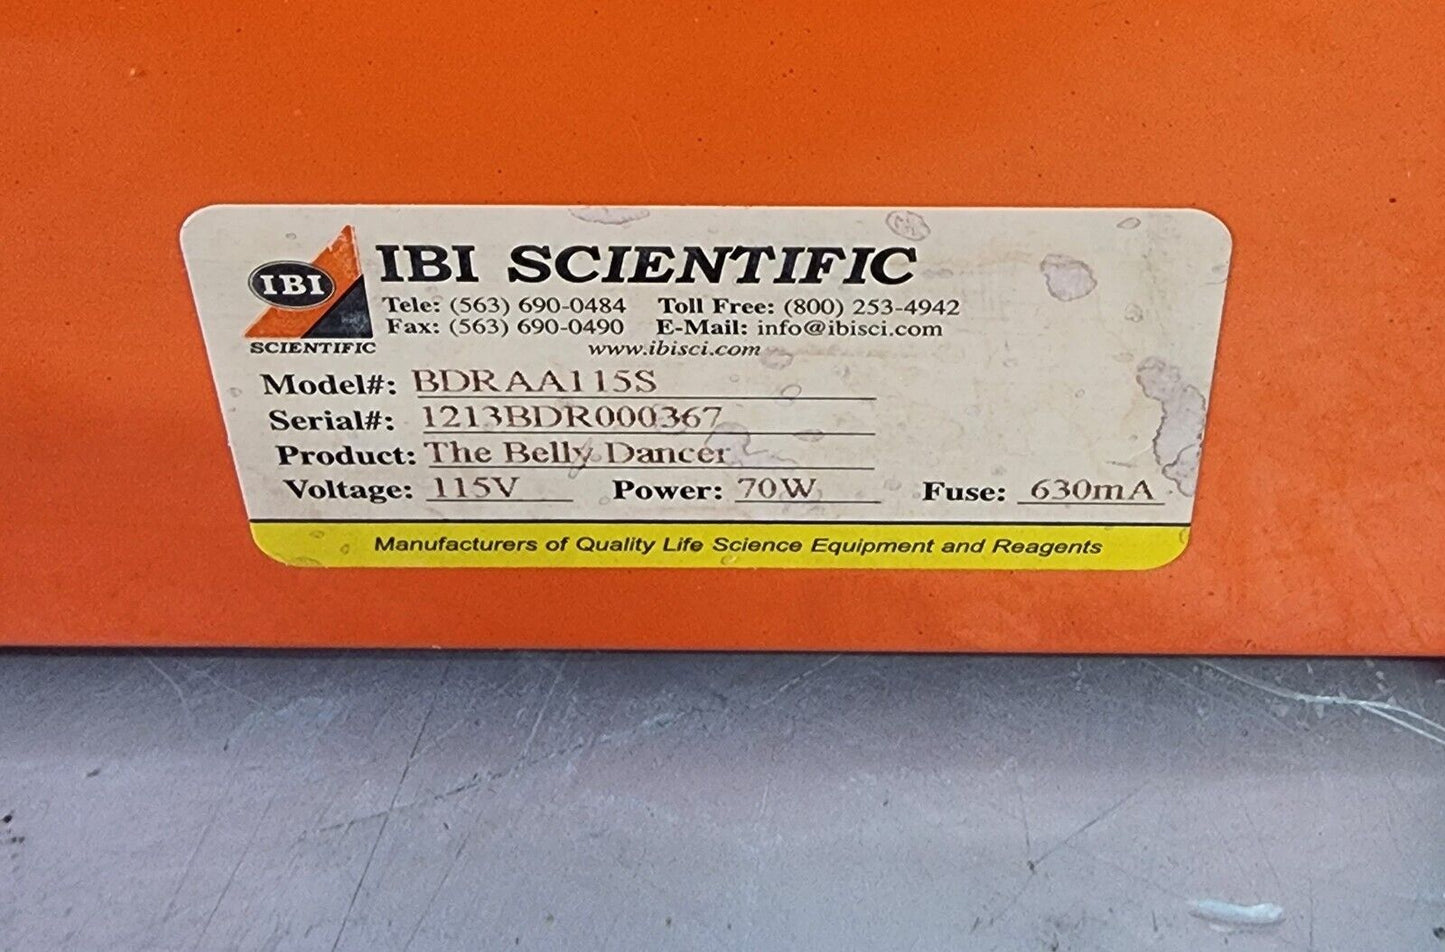 IBI
SCIENTIFIC
IBI SCIENTIFIC
Tele: (563) 690-0484 Toll Free: (800) 253-4942
Fax: (563) 690-0490 E-Mail: info@ibisci.com
www.ibisci.com
Model#: BDRAA115S
Serial#: 1213BDR000367
Product: The Belly Dancer
Voltage: 115V Power: 70W Fuse: 630mA
Manufacturers of Quality Life Science Equipment and Reagents